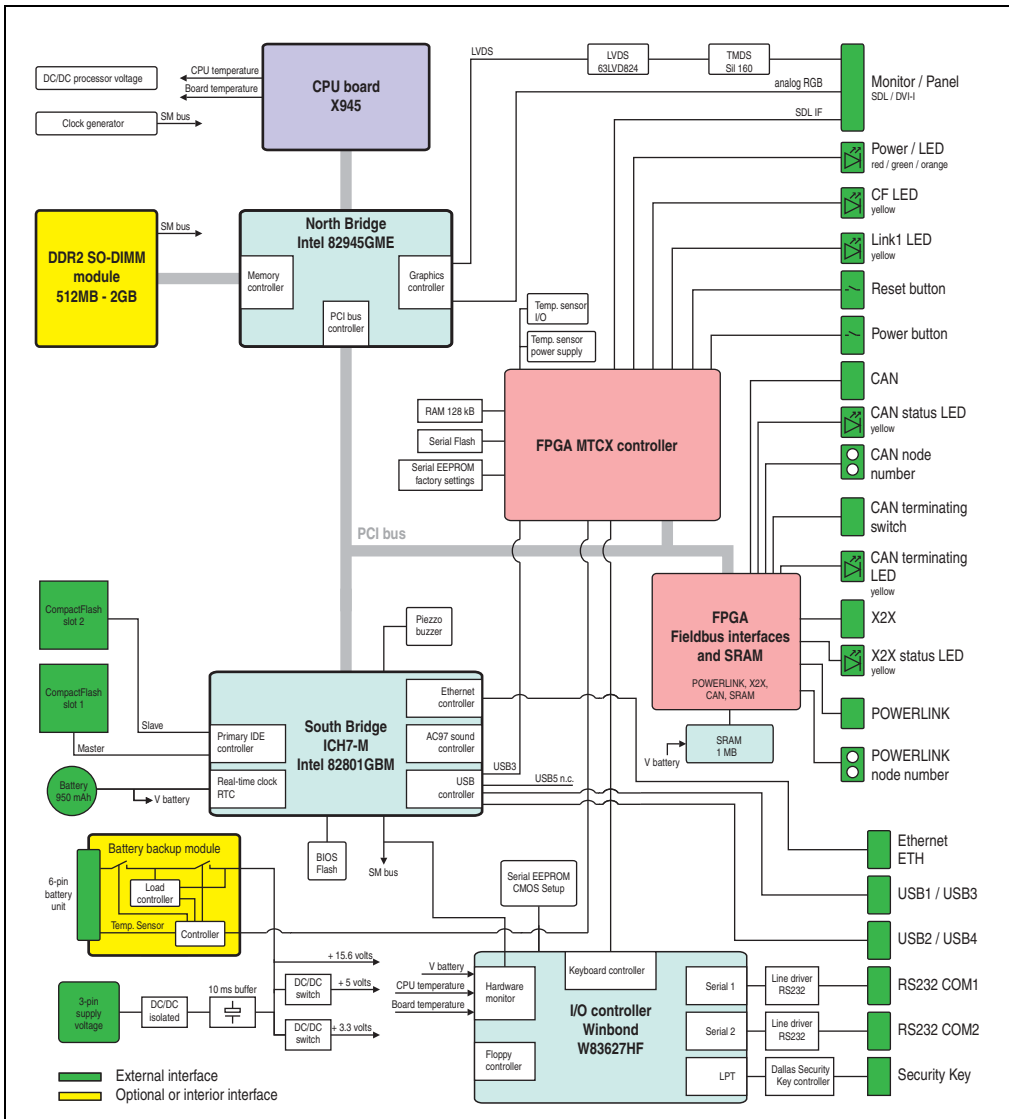 CPU board
X945
DC/DC processor voltage
CPU temperature
Board temperature
Clock generator
SM bus
LVDS
LVDS
63LVD824
TMDS
Sil 160
analog RGB
SDL IF
Monitor / Panel
SDL / DVI-I
Power / LED
red / green / orange
CF LED
yellow
Link1 LED
yellow
Reset button
Power button
CAN
CAN status LED
yellow
CAN node
number
CAN terminating
switch
CAN terminating
LED
yellow
X2X
X2X status LED
yellow
POWERLINK
POWERLINK
node number
DDR2 SO-DIMM
module
512MB - 2GB
SM bus
North Bridge
Intel 82945GME
Memory
controller
Graphics
controller
PCI bus
controller
Temp. sensor
I/O
Temp. sensor
power supply
RAM 128 kB
Serial Flash
Serial EEPROM
factory settings
FPGA MTCX controller
PCI bus
FPGA
Fieldbus interfaces
and SRAM
POWERLINK, X2X,
CAN, SRAM
V battery
SRAM
1 MB
CompactFlash
slot 2
CompactFlash
slot 1
Slave
Master
Battery
950 mAh
V battery
Piezzo
buzzer
South Bridge
ICH7-M
Intel 82801GBM
Primary IDE
controller
Real-time clock
RTC
Ethernet
controller
AC97 sound
controller
USB
controller
USB3
USB5 n.c.
BIOS
Flash
SM bus
Ethernet
ETH
USB1 / USB3
USB2 / USB4
Battery backup module
6-pin
battery
unit
Load
controller
Temp. Sensor
Controller
Serial EEPROM
CMOS Setup
3-pin
supply
voltage
DC/DC
isolated
10 ms buffer
+ 15.6 volts
DC/DC
switch
+ 5 volts
DC/DC
switch
+ 3.3 volts
V battery
CPU temperature
Board temperature
Hardware
monitor
Keyboard controller
I/O controller
Winbond
W83627HF
Floppy
controller
Serial 1
Line driver
RS232
RS232 COM1
Serial 2
Line driver
RS232
RS232 COM2
LPT
Dallas Security
Key controller
Security Key
External interface
Optional or interior interface